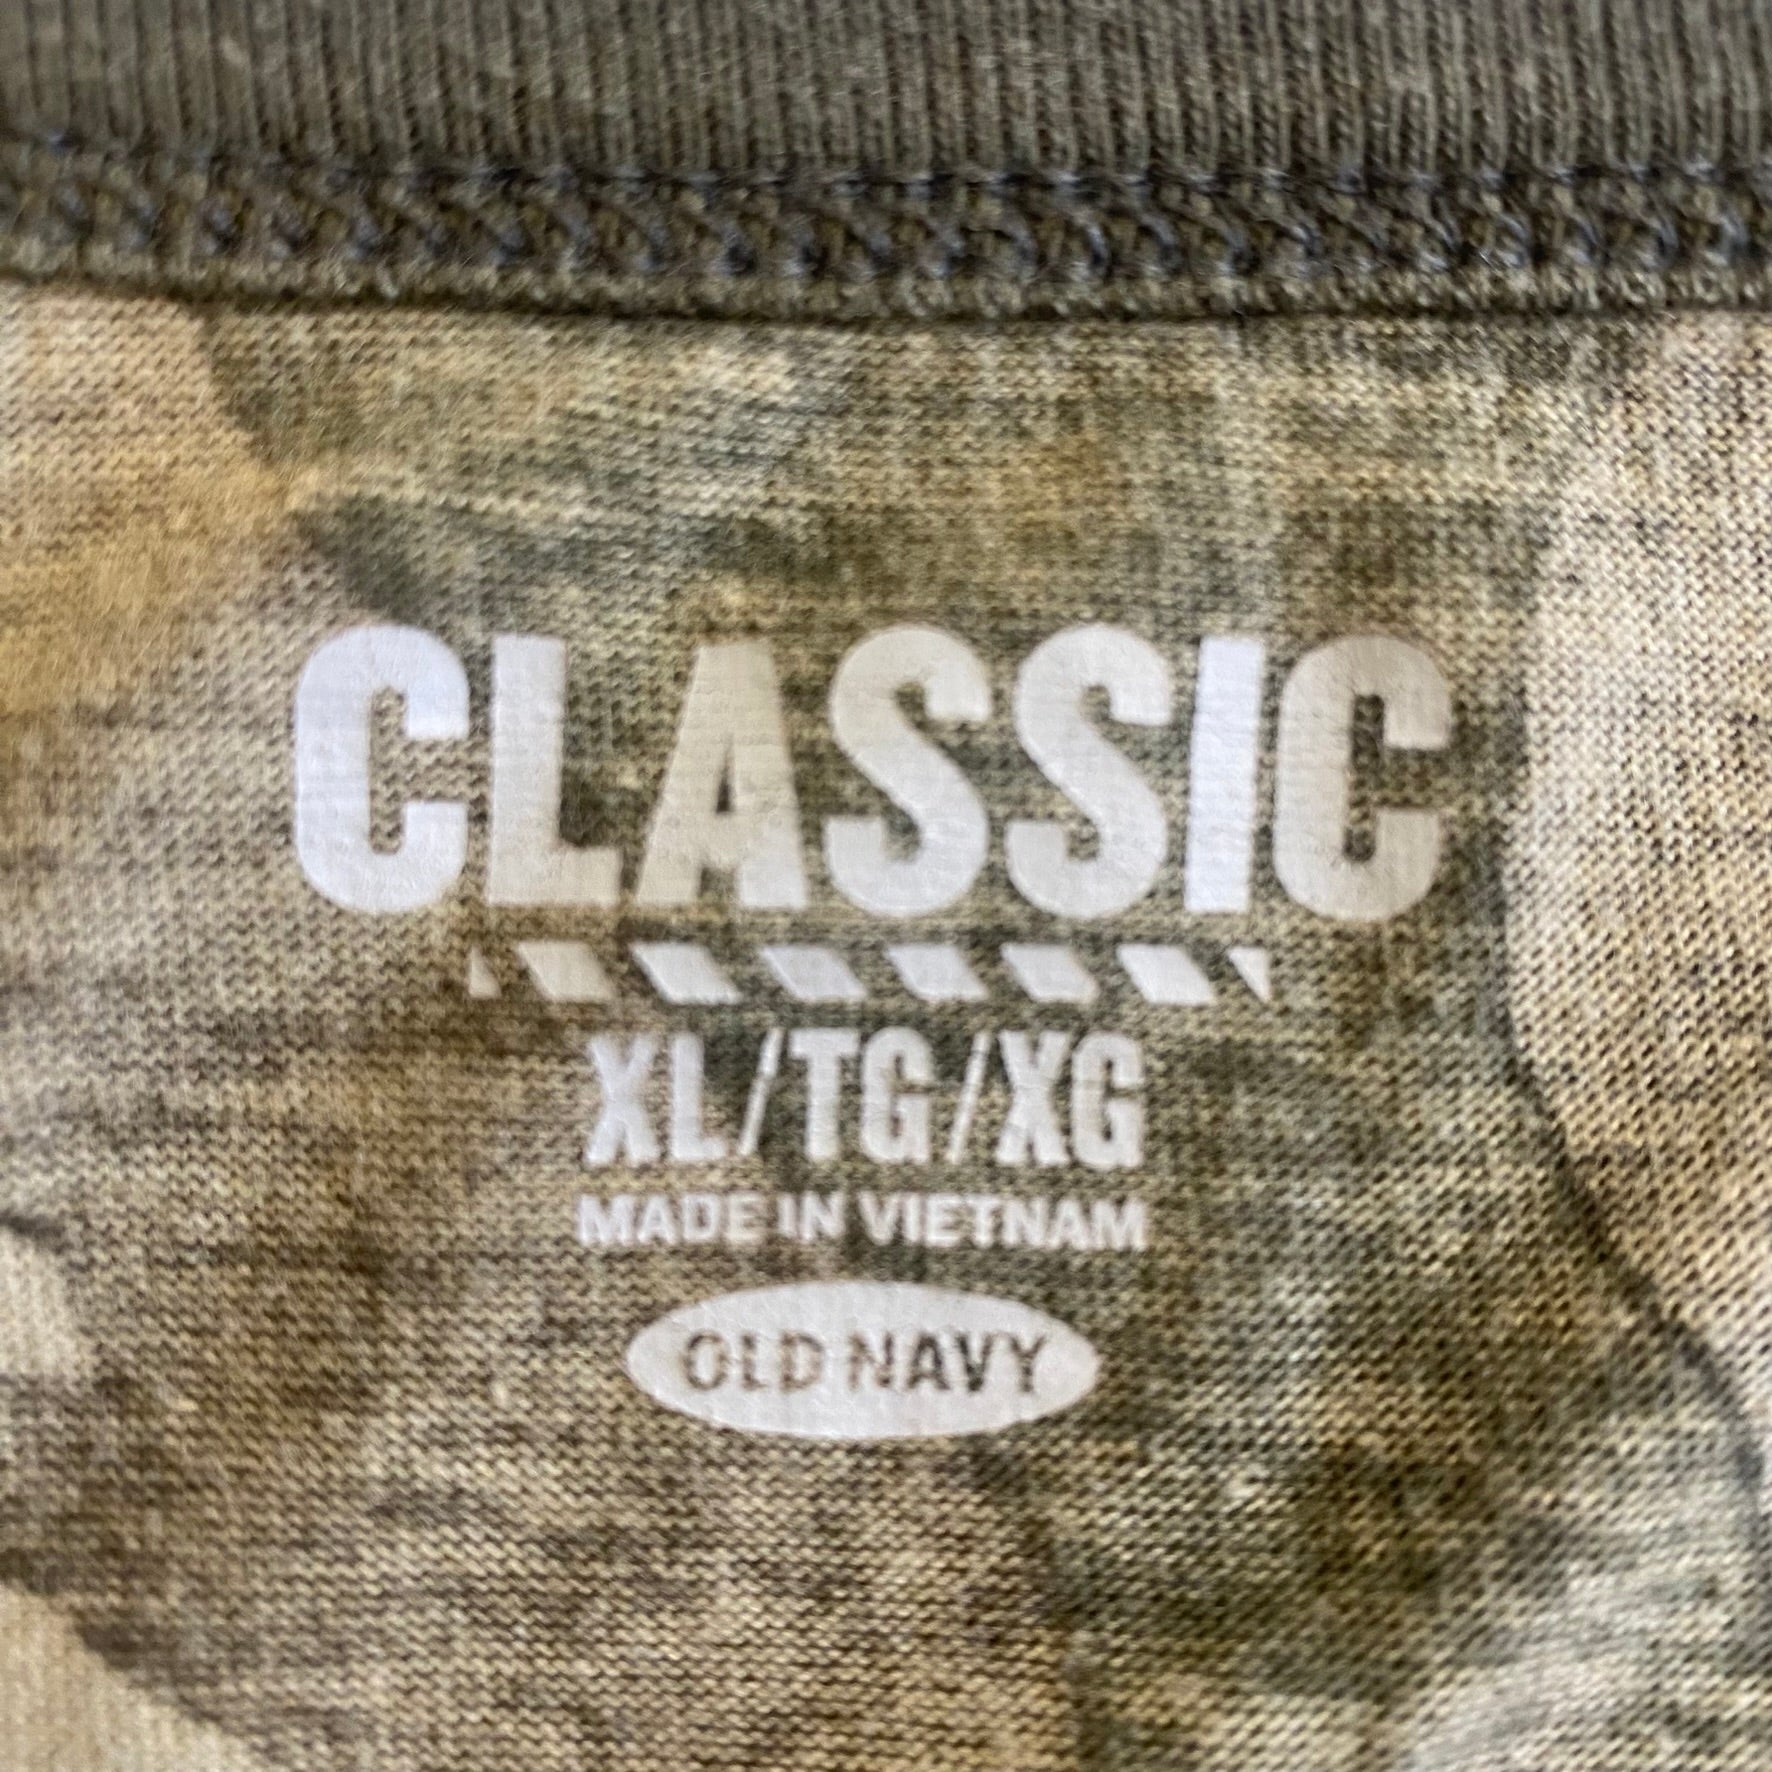 CLASSIC
XL/TG/XG
MADE IN VIETNAM
OLD NAVY